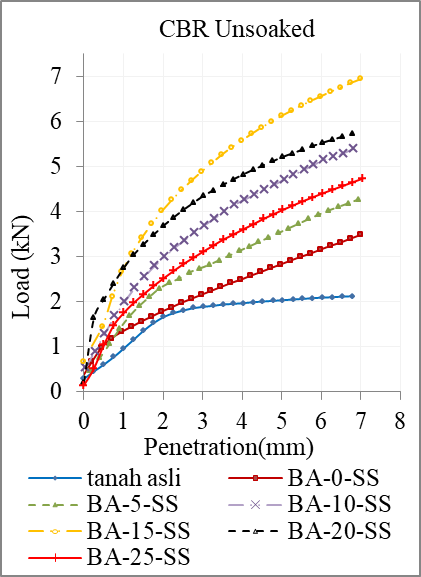 CBR Unsoaked
7
6
5
4
3
2
1
0
Load (kN)
0 1 2 3 4 5 6 7 8
Penetration(mm)
tanah asli BA-0-SS
BA-5-SS BA-10-SS
BA-15-SS BA-20-SS
BA-25-SS